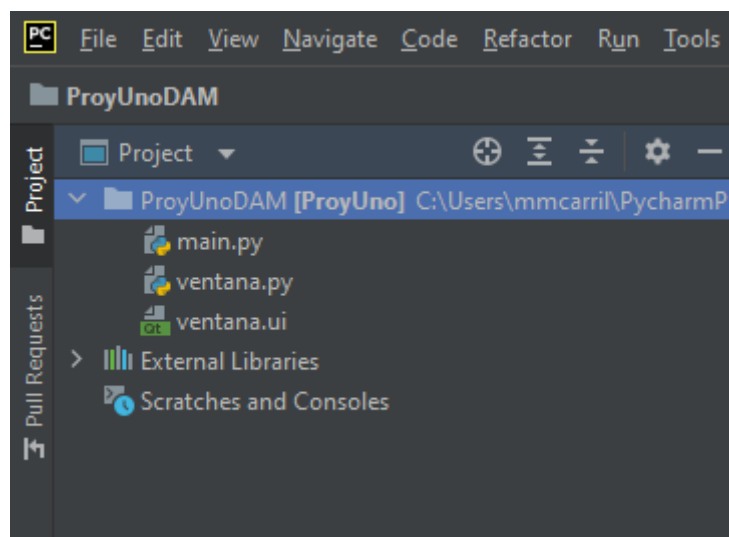 PC File Edit View Navigate Code Refactor Run Tools
ProyUnoDAM
Project
Project
ProyUnoDAM [ProyUno] C:\Users\mmcarril\PycharmP
main.py
ventana.py
Qt ventana.ui
External Libraries
Scratches and Consoles
Pull Requests